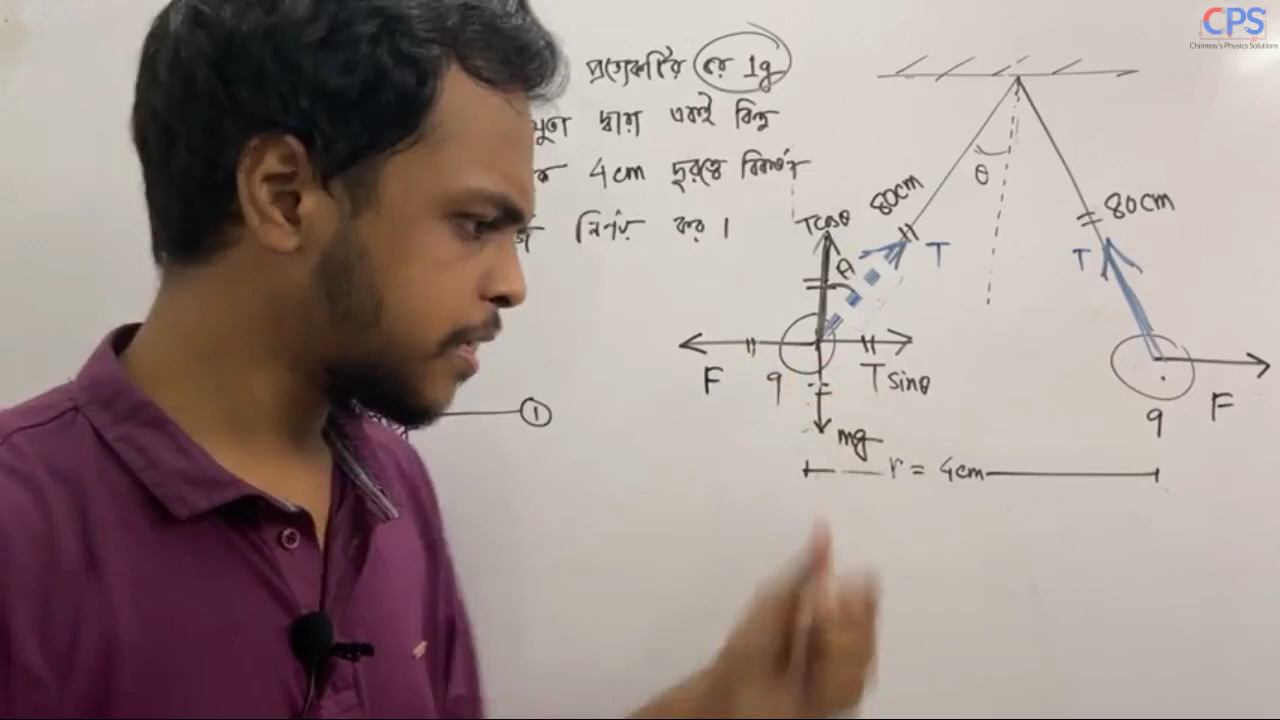 CPS
Chinmoy's Physics Solutions
প্রত্যেকটির ভর 1g
সুতা দ্বারা একই বিন্দু
4cm দূরত্বে বিকর্ষণ
নির্ণয় কর।
θ
80cm
80cm
Tcosθ
T
T
θ
F
q
Tsinθ
q
F
mg
r = 4cm
1